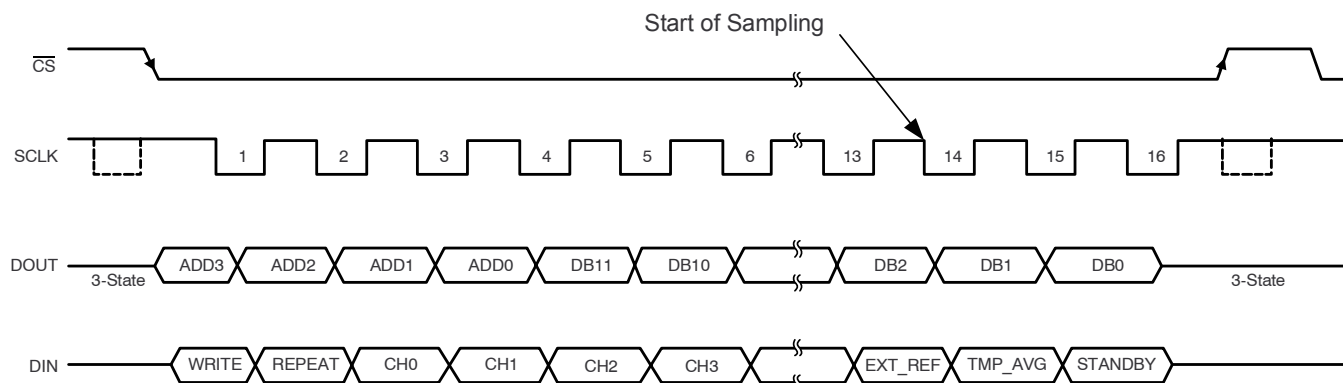 Start of Sampling
CS
SCLK 1 2 3 4 5 6 13 14 15 16
DOUT ADD3 ADD2 ADD1 ADD0 DB11 DB10 DB2 DB1 DB0
3-State 3-State
DIN WRITE REPEAT CH0 CH1 CH2 CH3 EXT_REF TMP_AVG STANDBY